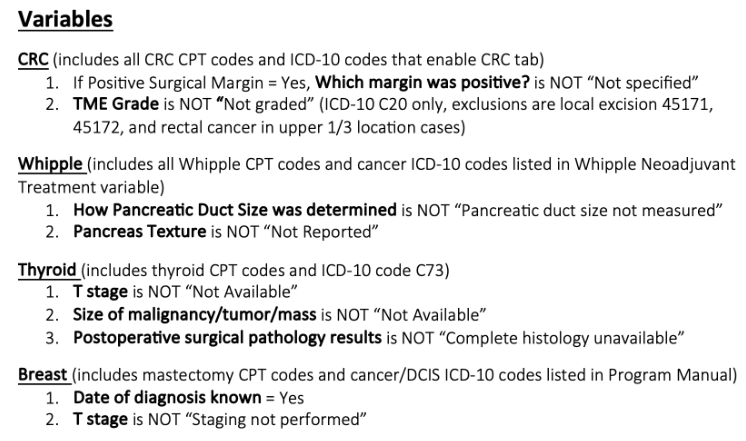 Variables
CRC (includes all CRC CPT codes and ICD-10 codes that enable CRC tab)
1. If Positive Surgical Margin = Yes, Which margin was positive? is NOT “Not specified”
2. TME Grade is NOT “Not graded” (ICD-10 C20 only, exclusions are local excision 45171,
45172, and rectal cancer in upper 1/3 location cases)
Whipple (includes all Whipple CPT codes and cancer ICD-10 codes listed in Whipple Neoadjuvant
Treatment variable)
1. How Pancreatic Duct Size was determined is NOT “Pancreatic duct size not measured”
2. Pancreas Texture is NOT “Not Reported”
Thyroid (includes thyroid CPT codes and ICD-10 code C73)
1. T stage is NOT “Not Available”
2. Size of malignancy/tumor/mass is NOT “Not Available”
3. Postoperative surgical pathology results is NOT “Complete histology unavailable”
Breast (includes mastectomy CPT codes and cancer/DCIS ICD-10 codes listed in Program Manual)
1. Date of diagnosis known = Yes
2. T stage is NOT “Staging not performed”